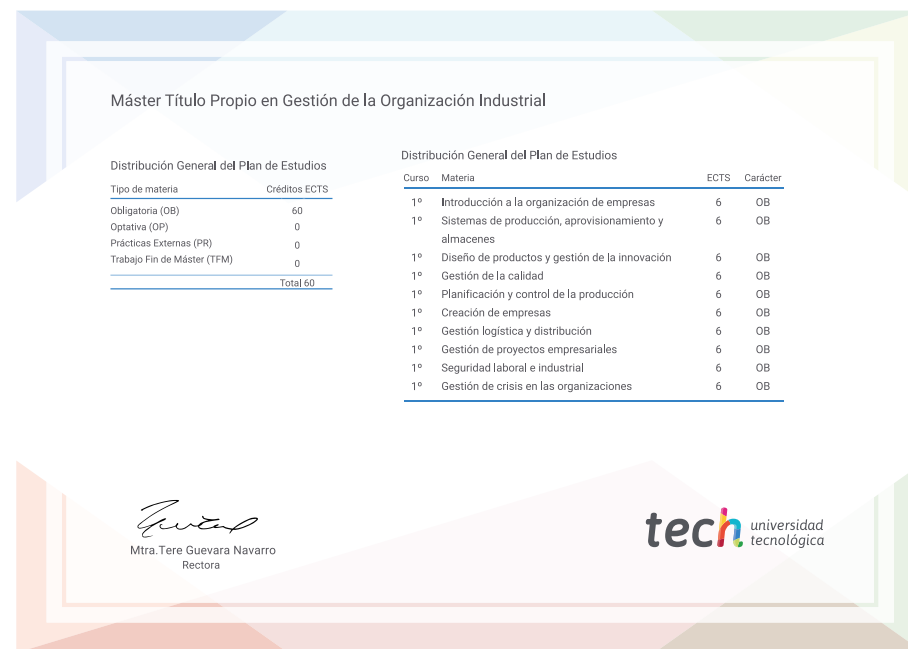 Máster Título Propio en Gestión de la Organización Industrial
Distribución General del Plan de Estudios
Tipo de materia Créditos ECTS
Obligatoria (OB) 60
Optativa (OP) 0
Prácticas Externas (PR) 0
Trabajo Fin de Máster (TFM) 0
Total 60
Distribución General del Plan de Estudios
Curso Materia ECTS Carácter
1º Introducción a la organización de empresas 6 OB
1º Sistemas de producción, aprovisionamiento y 6 OB
almacenes
1º Diseño de productos y gestión de la innovación 6 OB
1º Gestión de la calidad 6 OB
1º Planificación y control de la producción 6 OB
1º Creación de empresas 6 OB
1º Gestión logística y distribución 6 OB
1º Gestión de proyectos empresariales 6 OB
1º Seguridad laboral e industrial 6 OB
1º Gestión de crisis en las organizaciones 6 OB
Mtra.Tere Guevara Navarro
Rectora
tech universidad
tecnológica